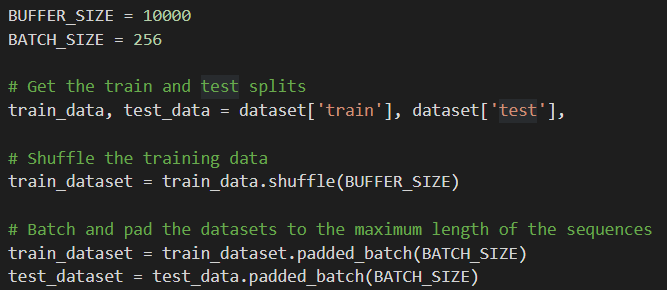 BUFFER_SIZE = 10000
BATCH_SIZE = 256
# Get the train and test splits
train_data, test_data = dataset['train'], dataset['test'],
# Shuffle the training data
train_dataset = train_data.shuffle(BUFFER_SIZE)
# Batch and pad the datasets to the maximum length of the sequences
train_dataset = train_dataset.padded_batch(BATCH_SIZE)
test_dataset = test_data.padded_batch(BATCH_SIZE)